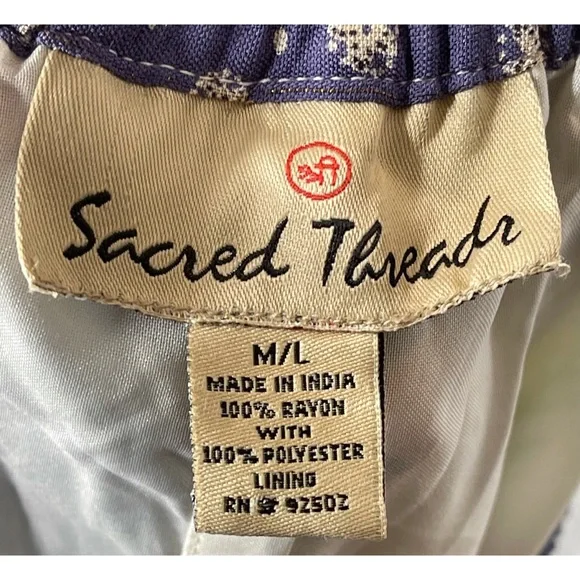 Sacred Threads
M/L
MADE IN INDIA
100% RAYON
WITH
100% POLYESTER
LINING
RN # 92502